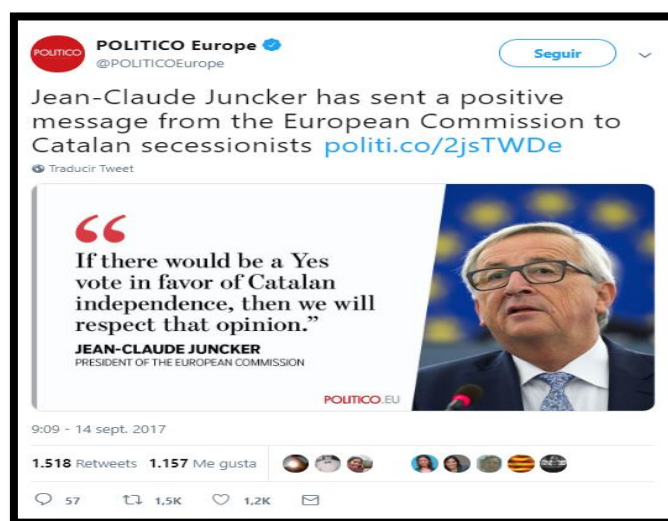 POLITICO
POLITICO Europe
@POLITICOEurope
Seguir
Jean-Claude Juncker has sent a positive
message from the European Commission to
Catalan secessionists politi.co/2jsTWDe
Traducir Tweet
“
If there would be a Yes
vote in favor of Catalan
independence, then we will
respect that opinion.”
JEAN-CLAUDE JUNCKER
PRESIDENT OF THE EUROPEAN COMMISSION
POLITICO.EU
9:09 - 14 sept. 2017
1.518 Retweets 1.157 Me gusta
57 1,5K 1,2K